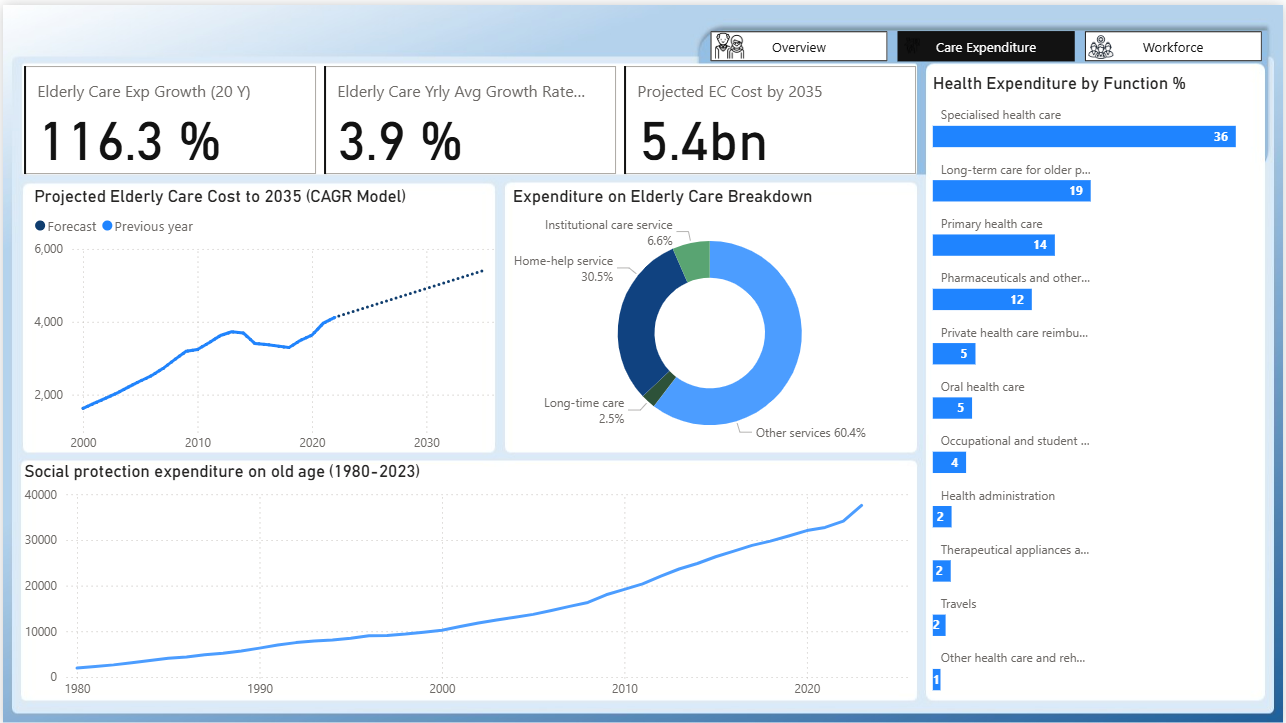 Overview
Care Expenditure
Workforce
Elderly Care Exp Growth (20 Y)
116.3 %
Elderly Care Yrly Avg Growth Rate...
3.9 %
Projected EC Cost by 2035
5.4bn
Projected Elderly Care Cost to 2035 (CAGR Model)
Forecast Previous year
6,000
4,000
2,000
2000 2010 2020 2030
Expenditure on Elderly Care Breakdown
Institutional care service
6.6%
Home-help service
30.5%
Long-time care
2.5%
Other services 60.4%
Social protection expenditure on old age (1980-2023)
40000
30000
20000
10000
0
1980 1990 2000 2010 2020
Health Expenditure by Function %
Specialised health care
36
Long-term care for older p...
19
Primary health care
14
Pharmaceuticals and other...
12
Private health care reimbu...
5
Oral health care
5
Occupational and student ...
4
Health administration
2
Therapeutical appliances a...
2
Travels
2
Other health care and reh...
1